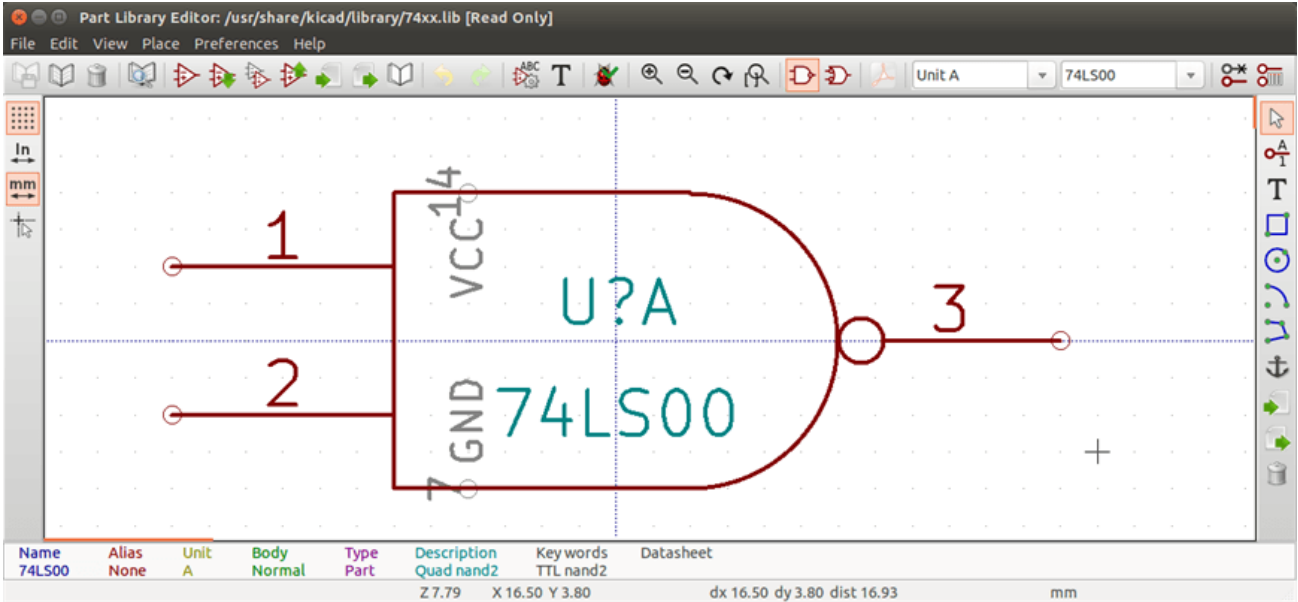 Part Library Editor: /usr/share/kicad/library/74xx.lib [Read Only]
File Edit View Place Preferences Help
ABC T Unit A 74LS00
In
mm
A
1
T
14
VCC
1
U?A
3
2
GND
74LS00
7
Name Alias Unit Body Type Description Key words Datasheet
74LS00 None A Normal Part Quad nand2 TTL nand2
Z 7.79 X 16.50 Y 3.80 dx 16.50 dy 3.80 dist 16.93 mm